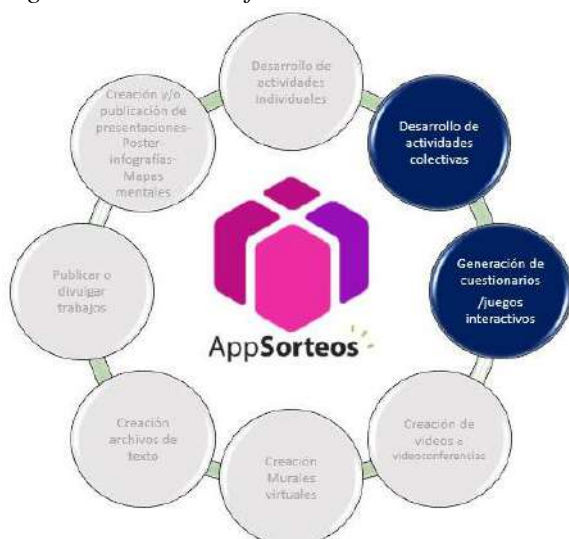 Desarrollo de
actividades
individuales
Desarrollo de
actividades
colectivas
Generación de
cuestionarios
/juegos
interactivos
Creación de
videos o
videoconferencias
Creación
Murales
virtuales
Creación
archivos de
texto
Publicar o
divulgar
trabajos
Creación y/o
publicación de
presentaciones-
Poster-
infografías-
Mapas
mentales
AppSorteos